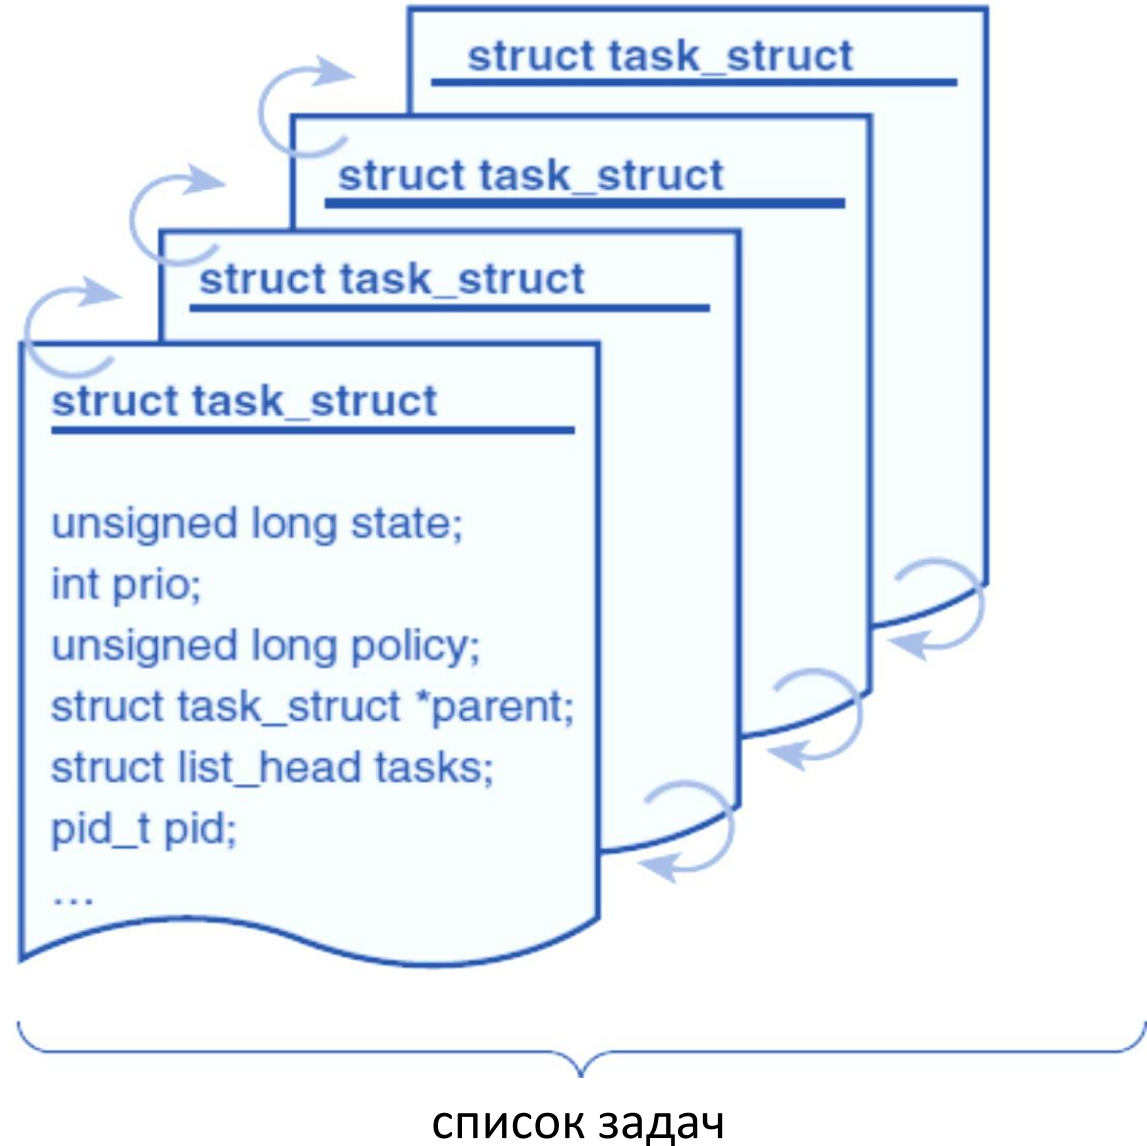 struct task_struct
struct task_struct
struct task_struct
struct task_struct
unsigned long state;
int prio;
unsigned long policy;
struct task_struct *parent;
struct list_head tasks;
pid_t pid;
...
список задач